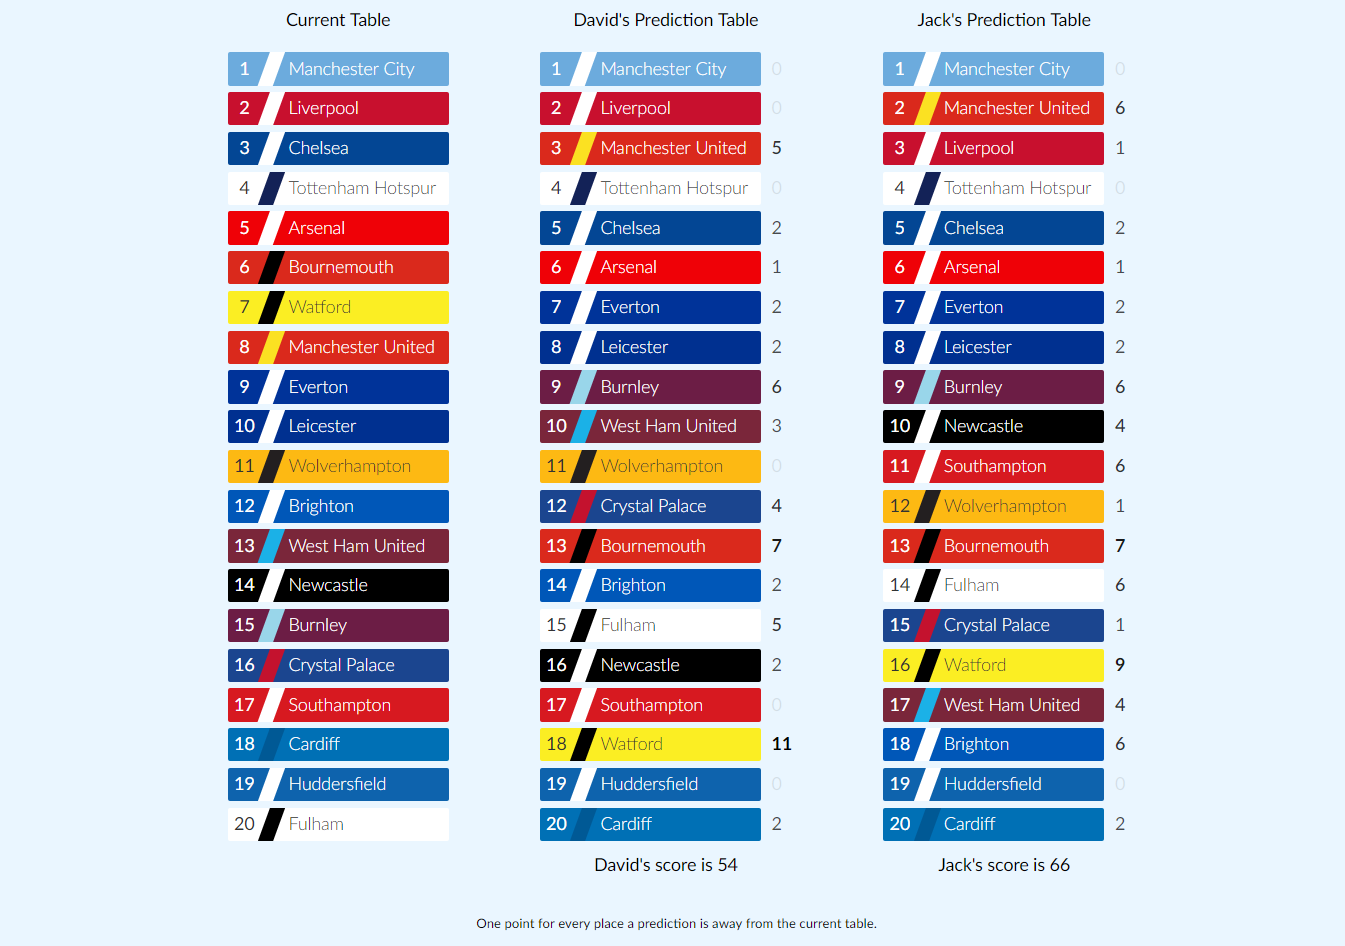 Current Table David's Prediction Table Jack's Prediction Table
1 Manchester City 1 Manchester City 0 1 Manchester City 0
2 Liverpool 2 Liverpool 0 2 Manchester United 6
3 Chelsea 3 Manchester United 5 3 Liverpool 1
4 Tottenham Hotspur 4 Tottenham Hotspur 0 4 Tottenham Hotspur 0
5 Arsenal 5 Chelsea 2 5 Chelsea 2
6 Bournemouth 6 Arsenal 1 6 Arsenal 1
7 Watford 7 Everton 2 7 Everton 2
8 Manchester United 8 Leicester 2 8 Leicester 2
9 Everton 9 Burnley 6 9 Burnley 6
10 Leicester 10 West Ham United 3 10 Newcastle 4
11 Wolverhampton 11 Wolverhampton 0 11 Southampton 6
12 Brighton 12 Crystal Palace 4 12 Wolverhampton 1
13 West Ham United 13 Bournemouth 7 13 Bournemouth 7
14 Newcastle 14 Brighton 2 14 Fulham 6
15 Burnley 15 Fulham 5 15 Crystal Palace 1
16 Crystal Palace 16 Newcastle 2 16 Watford 9
17 Southampton 17 Southampton 0 17 West Ham United 4
18 Cardiff 18 Watford 11 18 Brighton 6
19 Huddersfield 19 Huddersfield 0 19 Huddersfield 0
20 Fulham 20 Cardiff 2 20 Cardiff 2
David's score is 54 Jack's score is 66
One point for every place a prediction is away from the current table.